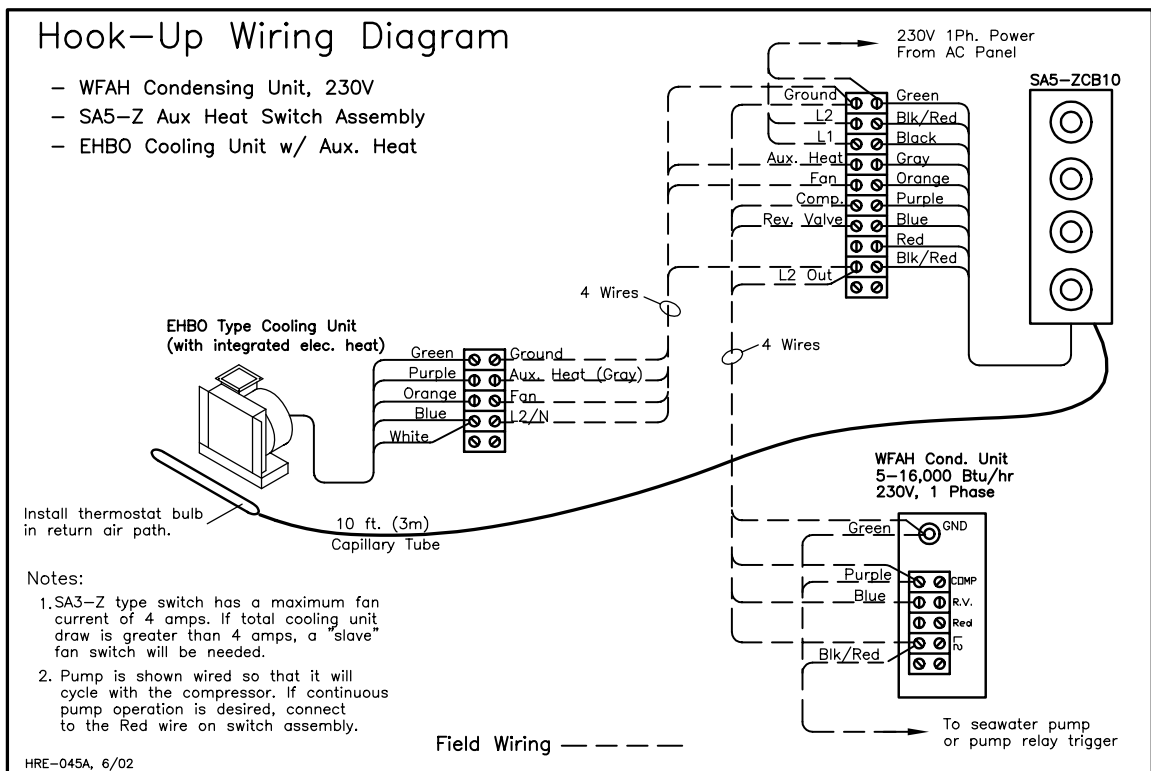 Hook-Up Wiring Diagram
- WFAH Condensing Unit, 230V
- SA5-Z Aux Heat Switch Assembly
- EHBO Cooling Unit w/ Aux. Heat
230V 1Ph. Power
From AC Panel
SA5-ZCB10
Ground
Green
L2
Blk/Red
L1
Black
Aux. Heat
Gray
Fan
Orange
Comp.
Purple
Rev. Valve
Blue
Red
Blk/Red
L2 Out
4 Wires
4 Wires
EHBO Type Cooling Unit
(with integrated elec. heat)
Green
Ground
Purple
Aux. Heat (Gray)
Orange
Fan
Blue
L2/N
White
Install thermostat bulb
in return air path.
10 ft. (3m)
Capillary Tube
WFAH Cond. Unit
5-16,000 Btu/hr
230V, 1 Phase
Green
GND
Purple
COMP
Blue
R.V.
Red
L2
Blk/Red
To seawater pump
or pump relay trigger
Notes:
1. SA3-Z type switch has a maximum fan
current of 4 amps. If total cooling unit
draw is greater than 4 amps, a "slave"
fan switch will be needed.
2. Pump is shown wired so that it will
cycle with the compressor. If continuous
pump operation is desired, connect
to the Red wire on switch assembly.
Field Wiring
HRE-045A, 6/02